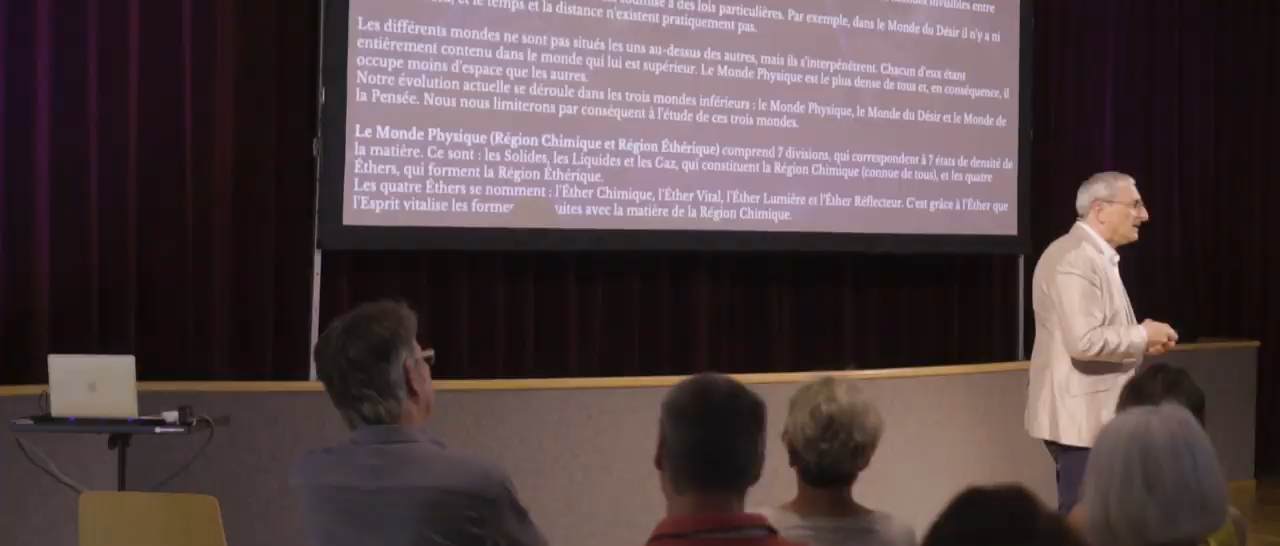 invisibles entre
soumise à des lois particulières. Par exemple, dans le Monde du Désir il n'y a ni
et le temps et la distance n'existent pratiquement pas.
Les différents mondes ne sont pas situés les uns au-dessus des autres, mais ils s'interpénètrent. Chacun d'eux étant
entièrement contenu dans le monde qui lui est supérieur. Le Monde Physique est le plus dense de tous et, en conséquence, il
occupe moins d'espace que les autres.
Notre évolution actuelle se déroule dans les trois mondes inférieurs : le Monde Physique, le Monde du Désir et le Monde de
la Pensée. Nous nous limiterons par conséquent à l'étude de ces trois mondes.
Le Monde Physique (Région Chimique et Région Éthérique) comprend 7 divisions, qui correspondent à 7 états de densité de
la matière. Ce sont : les Solides, les Liquides et les Gaz, qui constituent la Région Chimique (connue de tous), et les quatre
Éthers, qui forment la Région Éthérique.
Les quatre Éthers se nomment : l'Éther Chimique, l'Éther Vital, l'Éther Lumière et l'Éther Réflecteur. C'est grâce à l'Éther que
l'Esprit vitalise les formes avec la matière de la Région Chimique.